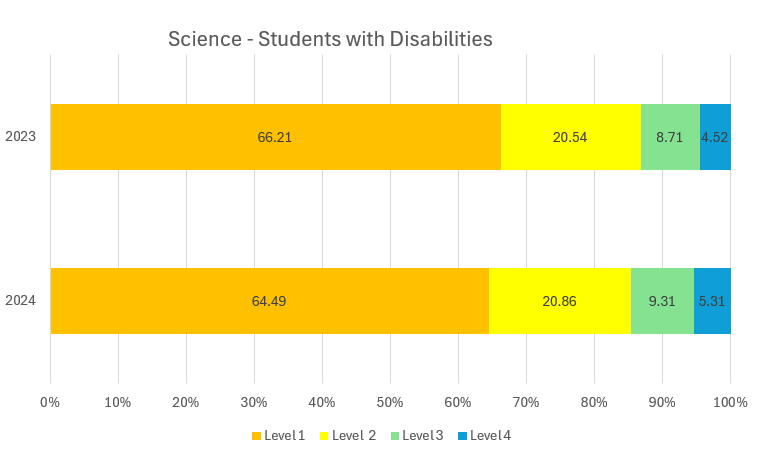 Science - Students with Disabilities
2023
66.21 20.54 8.71 4.52
2024
64.49 20.86 9.31 5.31
0% 10% 20% 30% 40% 50% 60% 70% 80% 90% 100%
Level 1 Level 2 Level 3 Level 4